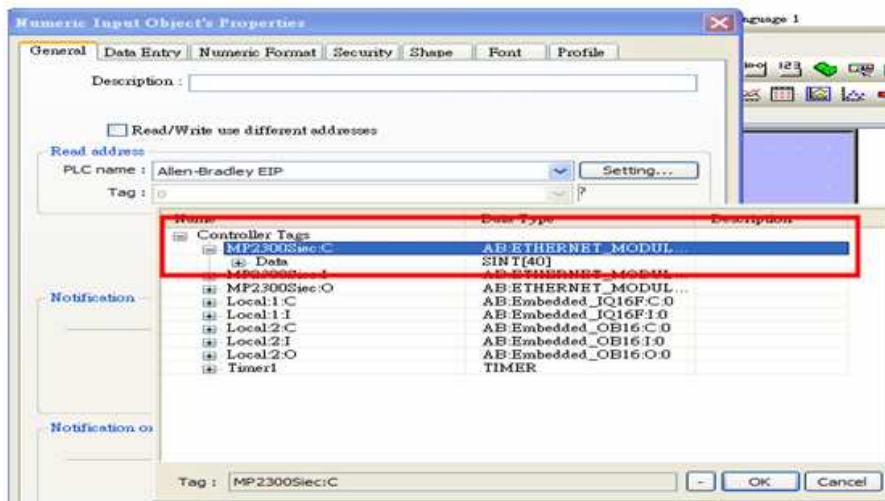 Numeric Input Object's Properties
nguage 1
General Data Entry Numeric Format Security Shape Font Profile
Description :
Read/Write use different addresses
Read address
PLC name : Allen-Bradley EIP Setting...
Tag : 0 ?
Name Data Type Description
Controller Tags
MP2300Siec:C AB:ETHERNET_MODUL...
Data SINT[40]
MP2300Siec:I AB:ETHERNET_MODUL...
MP2300Siec:O AB:ETHERNET_MODUL...
Notification
Local:1:C AB:Embedded_IQ16F:C:0
Local:1:I AB:Embedded_IQ16F:I:0
Local:2:C AB:Embedded_OB16:C:0
Local:2:I AB:Embedded_OB16:I:0
Local:2:O AB:Embedded_OB16:O:0
Timer1 TIMER
Notification on
Tag : MP2300Siec:C - OK Cancel